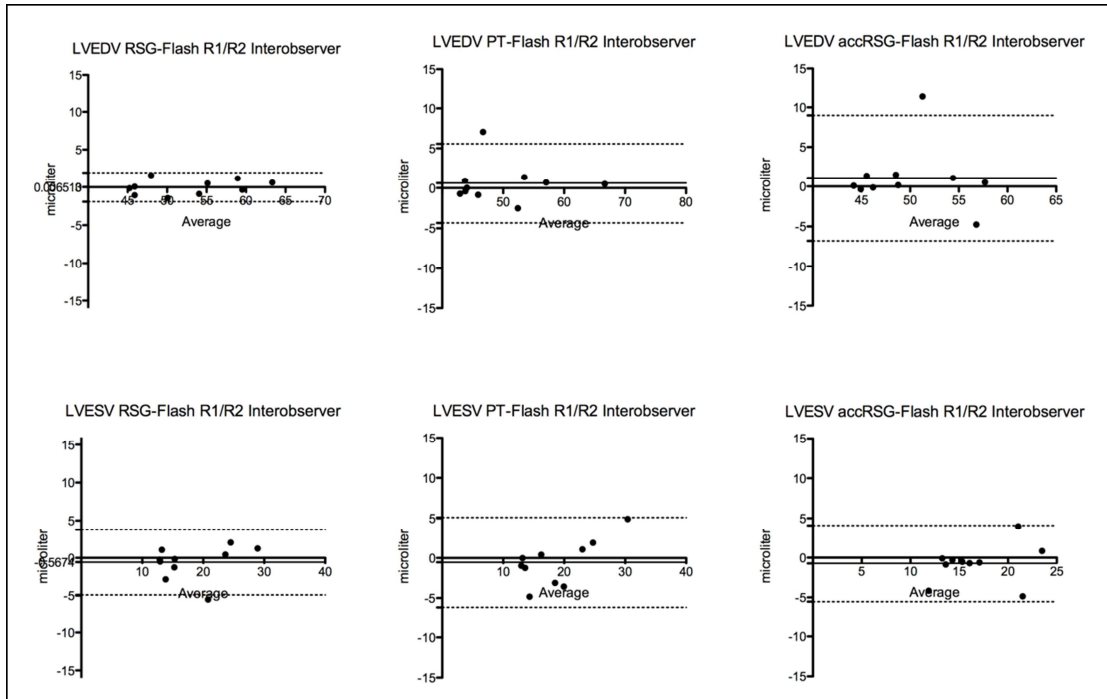 LVEDV RSG-Flash R1/R2 Interobserver
15
10
5
0.006513
-5
-10
-15
microliter
45 50 55 60 65 70
Average
LVEDV PT-Flash R1/R2 Interobserver
15
10
5
0
-5
-10
-15
microliter
50 60 70 80
Average
LVEDV accRSG-Flash R1/R2 Interobserver
15
10
5
0
-5
-10
-15
microliter
45 50 55 60 65
Average
LVESV RSG-Flash R1/R2 Interobserver
15
10
5
0
-0.5674
-5
-10
-15
microliter
10 20 30 40
Average
LVESV PT-Flash R1/R2 Interobserver
15
10
5
0
-5
-10
-15
microliter
10 20 30 40
Average
LVESV accRSG-Flash R1/R2 Interobserver
15
10
5
0
-5
-10
-15
microliter
5 10 15 20 25
Average